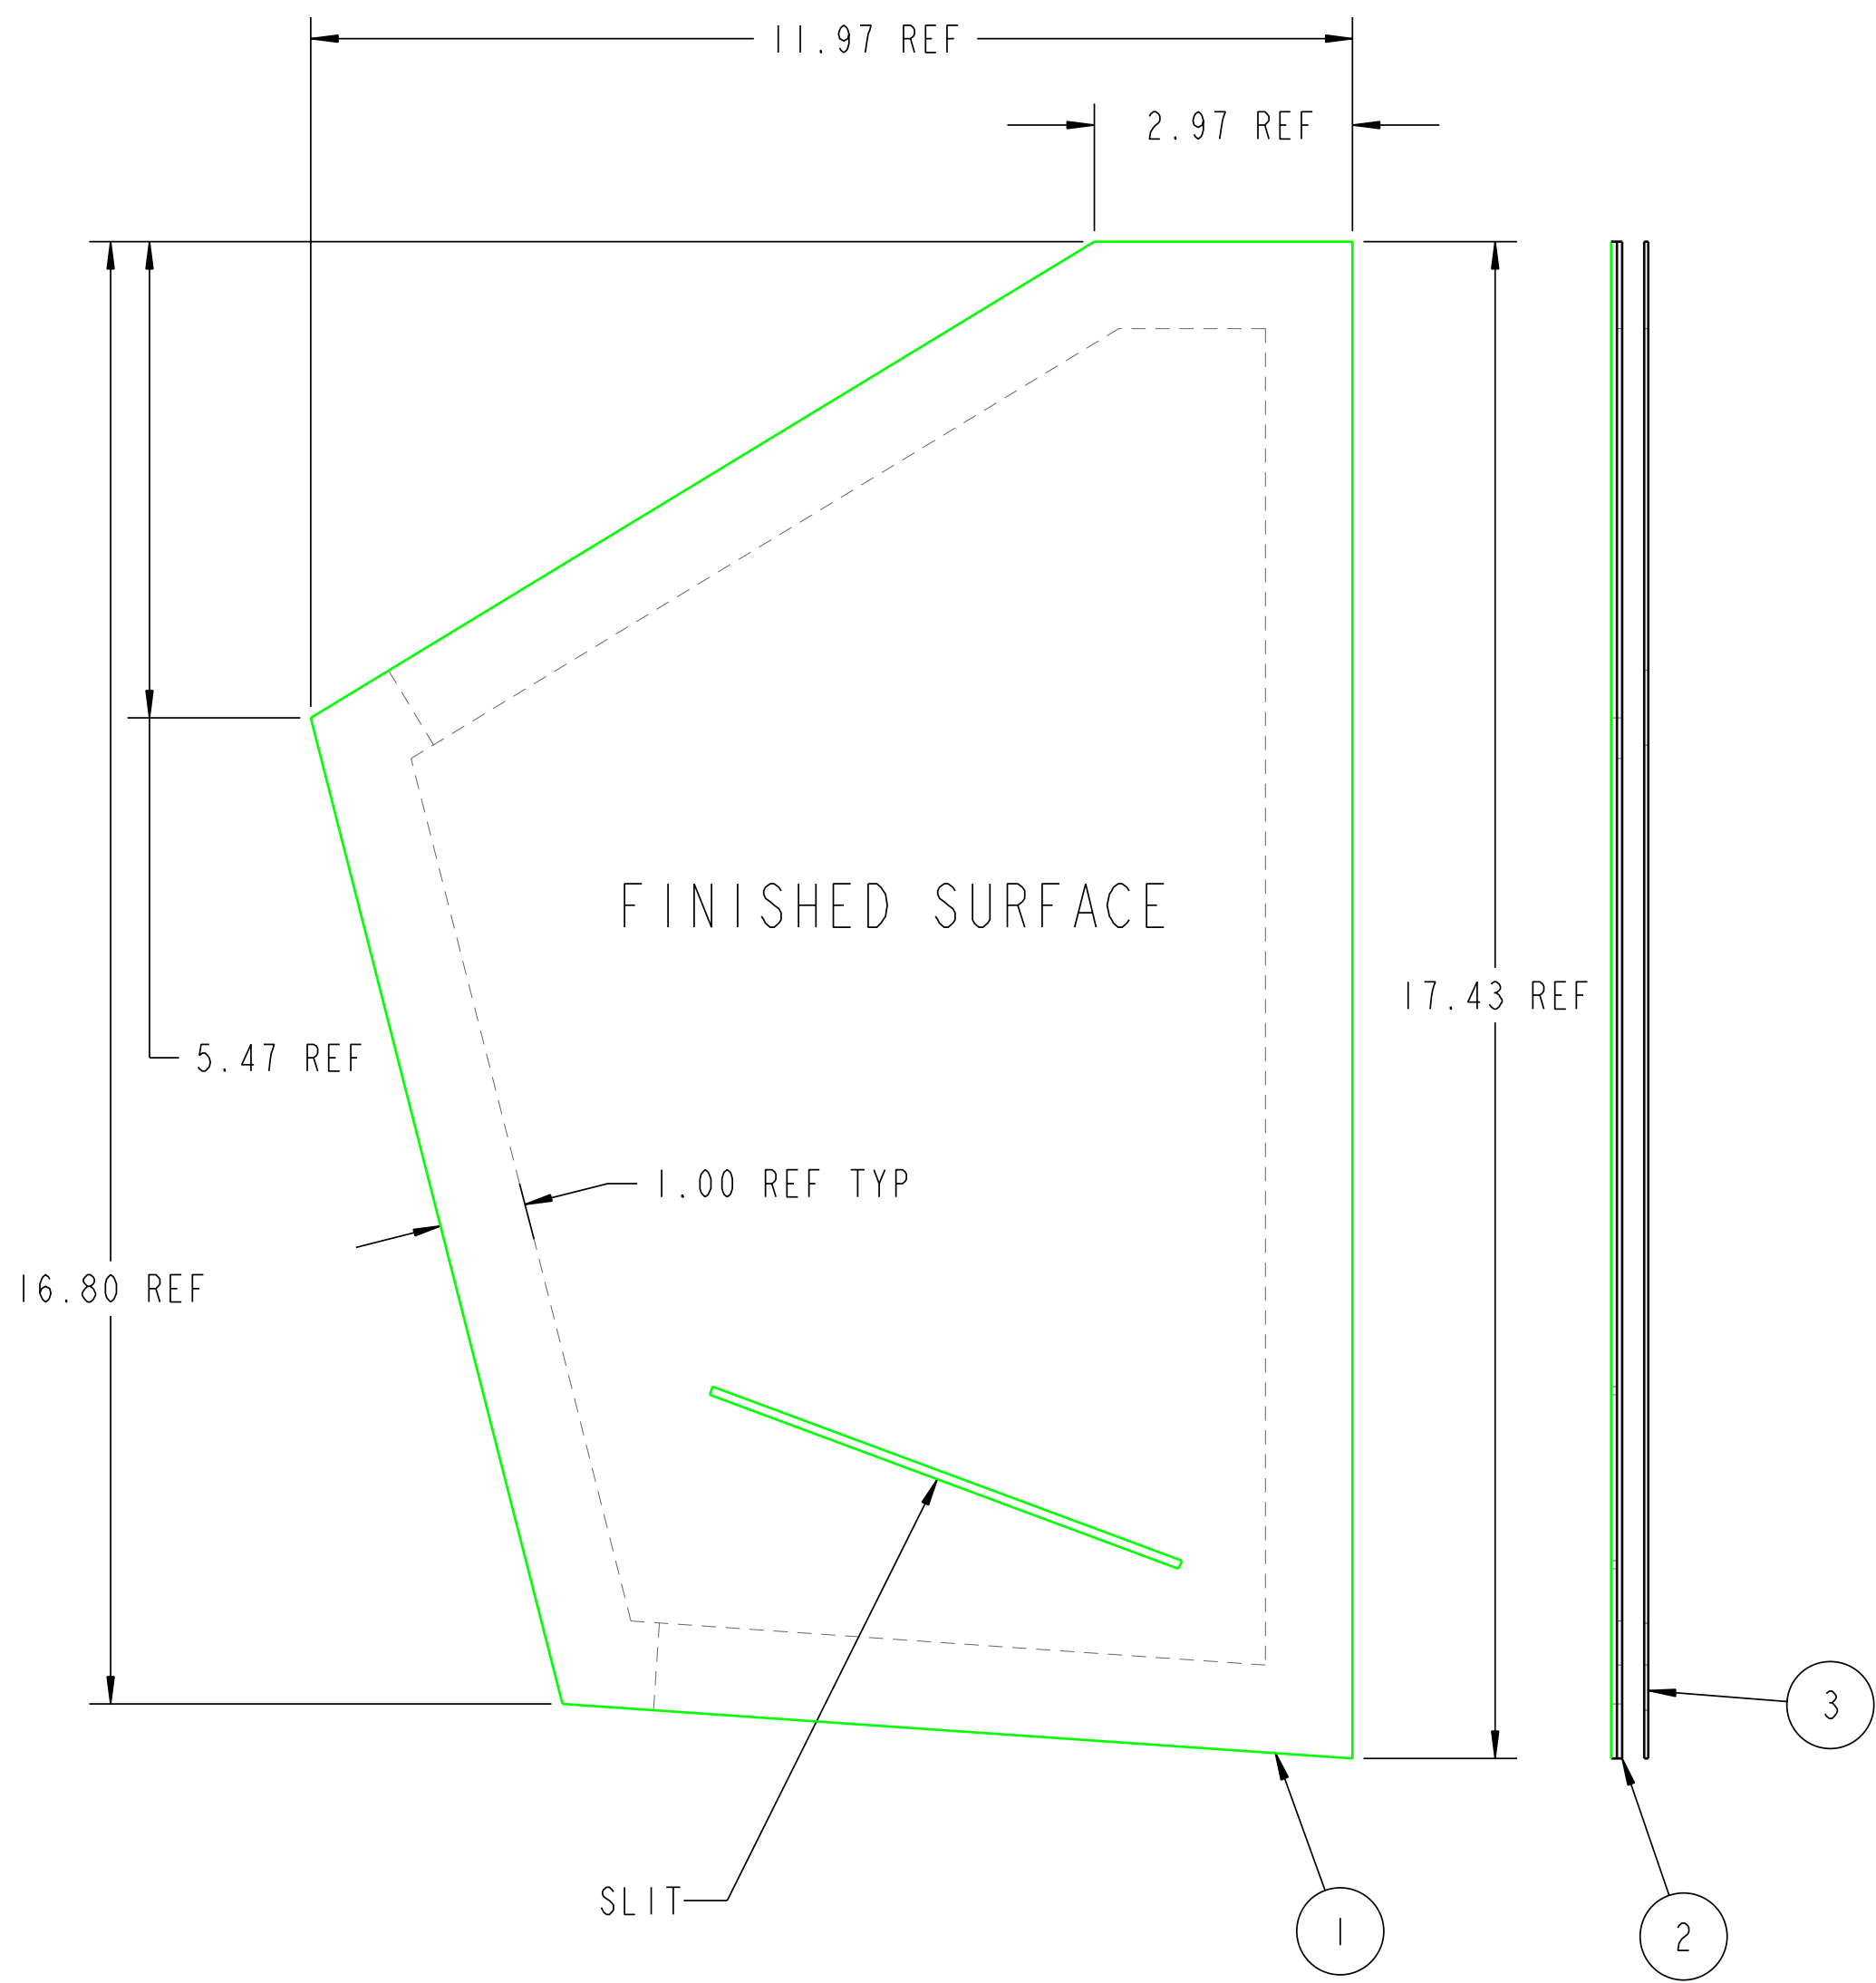 11.97 REF
2.97 REF
FINISHED SURFACE
17.43 REF
5.47 REF
1.00 REF TYP
16.80 REF
3
SLIT
1
2